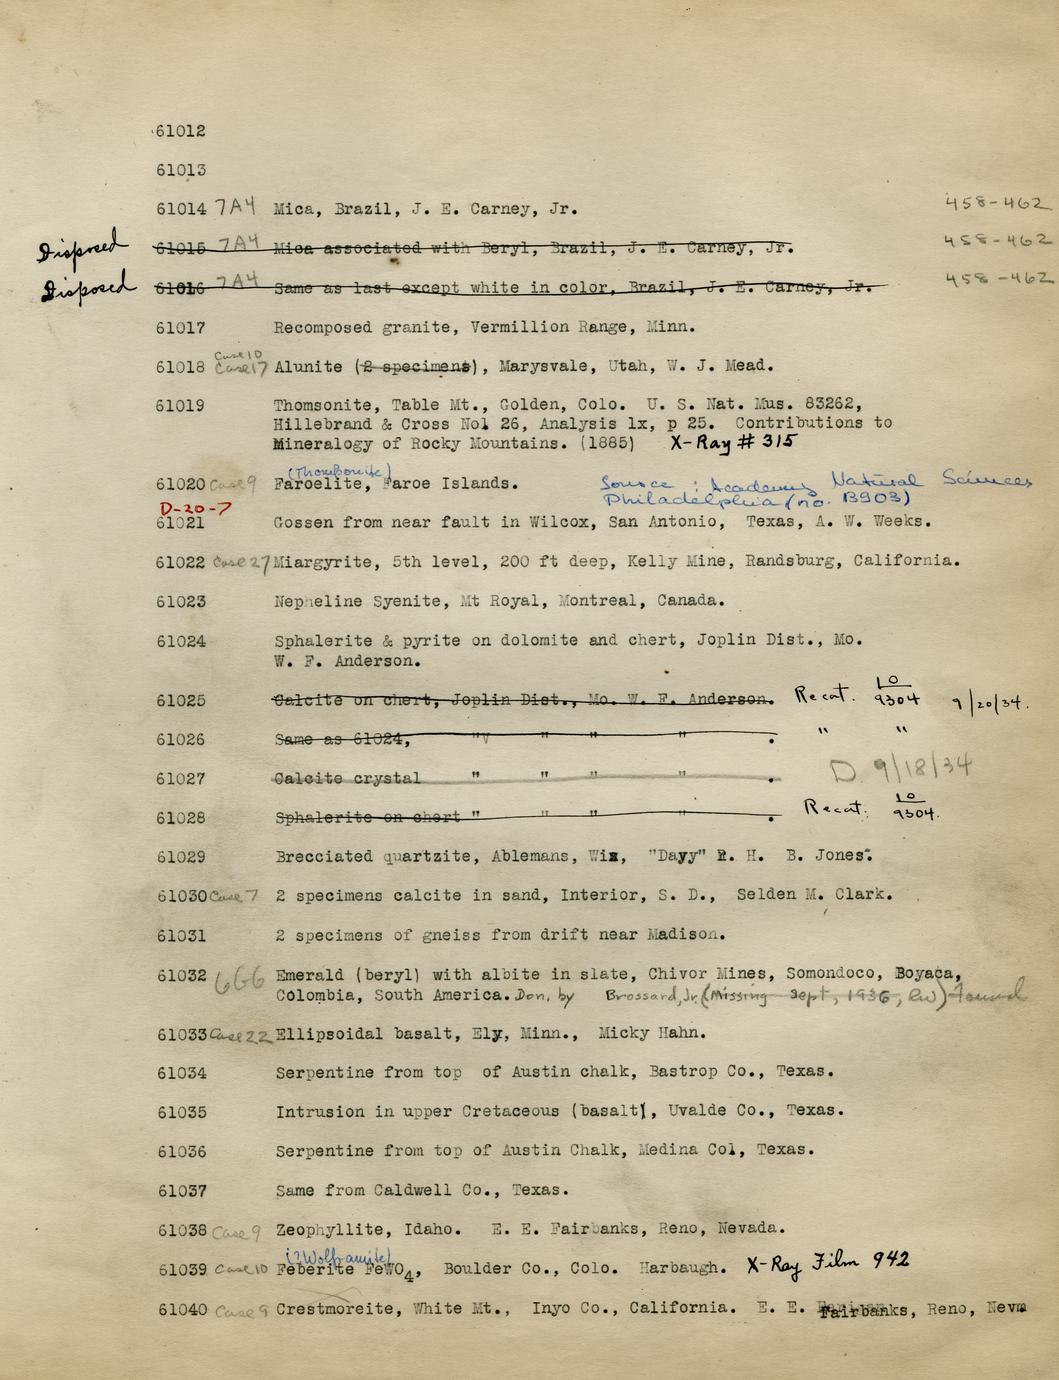 61012
61013
61014 7A4 Mica, Brazil, J. E. Carney, Jr. 458-462
Disposed 61015 7A4 Mica associated with Beryl, Brazil, J. E. Carney, Jr. 458-462
Disposed 61016 7A4 Same as last except white in color, Brazil, J. E. Carney, Jr. 458-462
61017 Recomposed granite, Vermillion Range, Minn.
Case 10
61018 Case 17 Alunite (2 specimens), Marysvale, Utah, W. J. Mead.
61019 Thomsonite, Table Mt., Golden, Colo. U. S. Nat. Mus. 83262,
Hillebrand & Cross Nol 26, Analysis lx, p 25. Contributions to
Mineralogy of Rocky Mountains. (1885) X-Ray # 315
(Thomsonite)
61020 Case 9 Faroelite, Faroe Islands. Source : Academy Natural Sciences
Philadelphia (no. B903)
D-20-7
61021 Gossen from near fault in Wilcox, San Antonio, Texas, A. W. Weeks.
61022 Case 27 Miargyrite, 5th level, 200 ft deep, Kelly Mine, Randsburg, California.
61023 Nepheline Syenite, Mt Royal, Montreal, Canada.
61024 Sphalerite & pyrite on dolomite and chert, Joplin Dist., Mo.
W. F. Anderson.
61025 Calcite on chert, Joplin Dist., Mo. W. F. Anderson. Recat. 10/9304 9/20/34.
61026 Same as 61024, "V " " " . " "
61027 Calcite crystal " " " " . D 9/18/34
61028 Sphalerite on chert " " " " . Recat. 10/9304.
61029 Brecciated quartzite, Ablemans, Wis, "Dayy" R. H. B. Jones.
61030 Case 7 2 specimens calcite in sand, Interior, S. D., Selden M. Clark.
61031 2 specimens of gneiss from drift near Madison.
61032 666 Emerald (beryl) with albite in slate, Chivor Mines, Somondoco, Boyaca,
Colombia, South America. Don. by Brossard, Jr. (Missing Sept, 1936, ) found
61033 Case 22 Ellipsoidal basalt, Ely, Minn., Micky Hahn.
61034 Serpentine from top of Austin chalk, Bastrop Co., Texas.
61035 Intrusion in upper Cretaceous (basalt), Uvalde Co., Texas.
61036 Serpentine from top of Austin Chalk, Medina Col, Texas.
61037 Same from Caldwell Co., Texas.
61038 Case 9 Zeophyllite, Idaho. E. E. Fairbanks, Reno, Nevada.
(?Wolframite)
61039 Case 10 Feberite FeWO4, Boulder Co., Colo. Harbaugh. X-Ray Film 942
61040 Case 9 Crestmoreite, White Mt., Inyo Co., California. E. E. Fairbanks, Reno, Neva